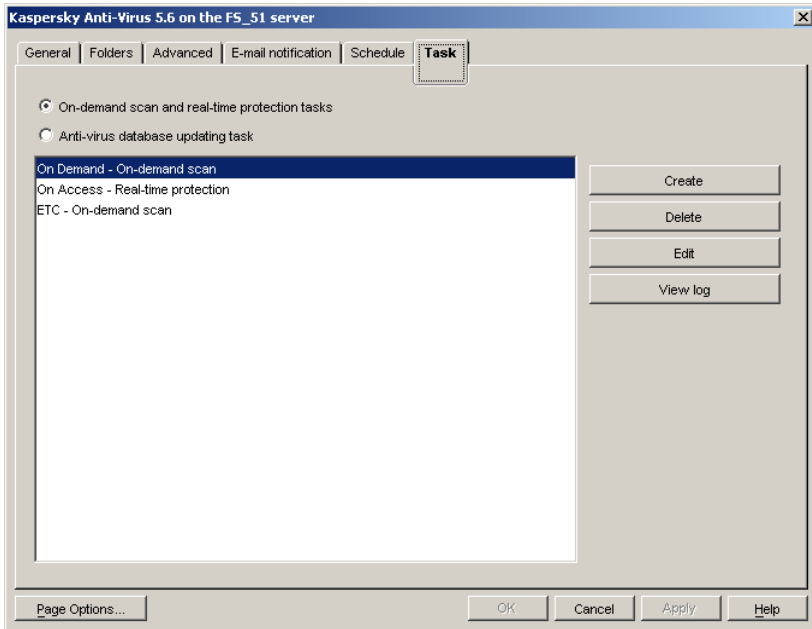 Kaspersky Anti-Virus 5.6 on the FS_51 server
General Folders Advanced E-mail notification Schedule Task
On-demand scan and real-time protection tasks
Anti-virus database updating task
On Demand - On-demand scan
On Access - Real-time protection
ETC - On-demand scan
Create
Delete
Edit
View log
Page Options... OK Cancel Apply Help